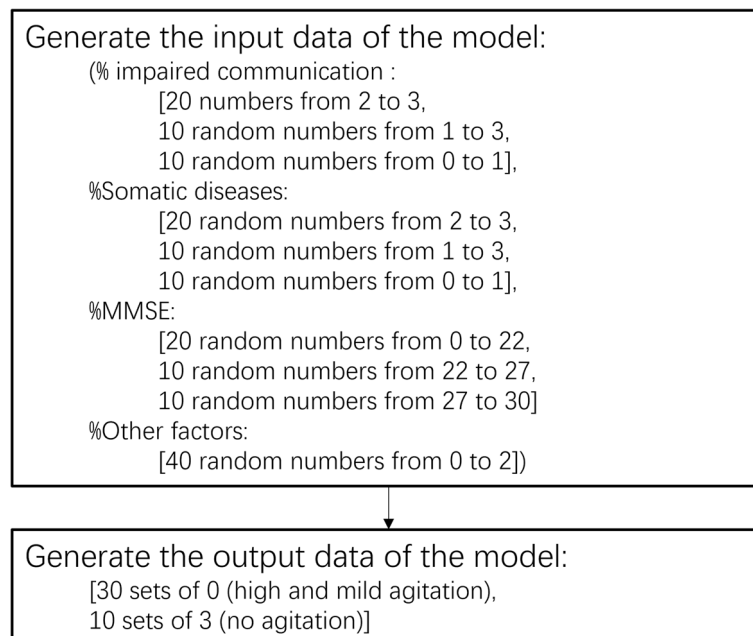 Generate the input data of the model:
(% impaired communication :
[20 numbers from 2 to 3,
10 random numbers from 1 to 3,
10 random numbers from 0 to 1],
%Somatic diseases:
[20 random numbers from 2 to 3,
10 random numbers from 1 to 3,
10 random numbers from 0 to 1],
%MMSE:
[20 random numbers from 0 to 22,
10 random numbers from 22 to 27,
10 random numbers from 27 to 30]
%Other factors:
[40 random numbers from 0 to 2])
Generate the output data of the model:
[30 sets of 0 (high and mild agitation),
10 sets of 3 (no agitation)]